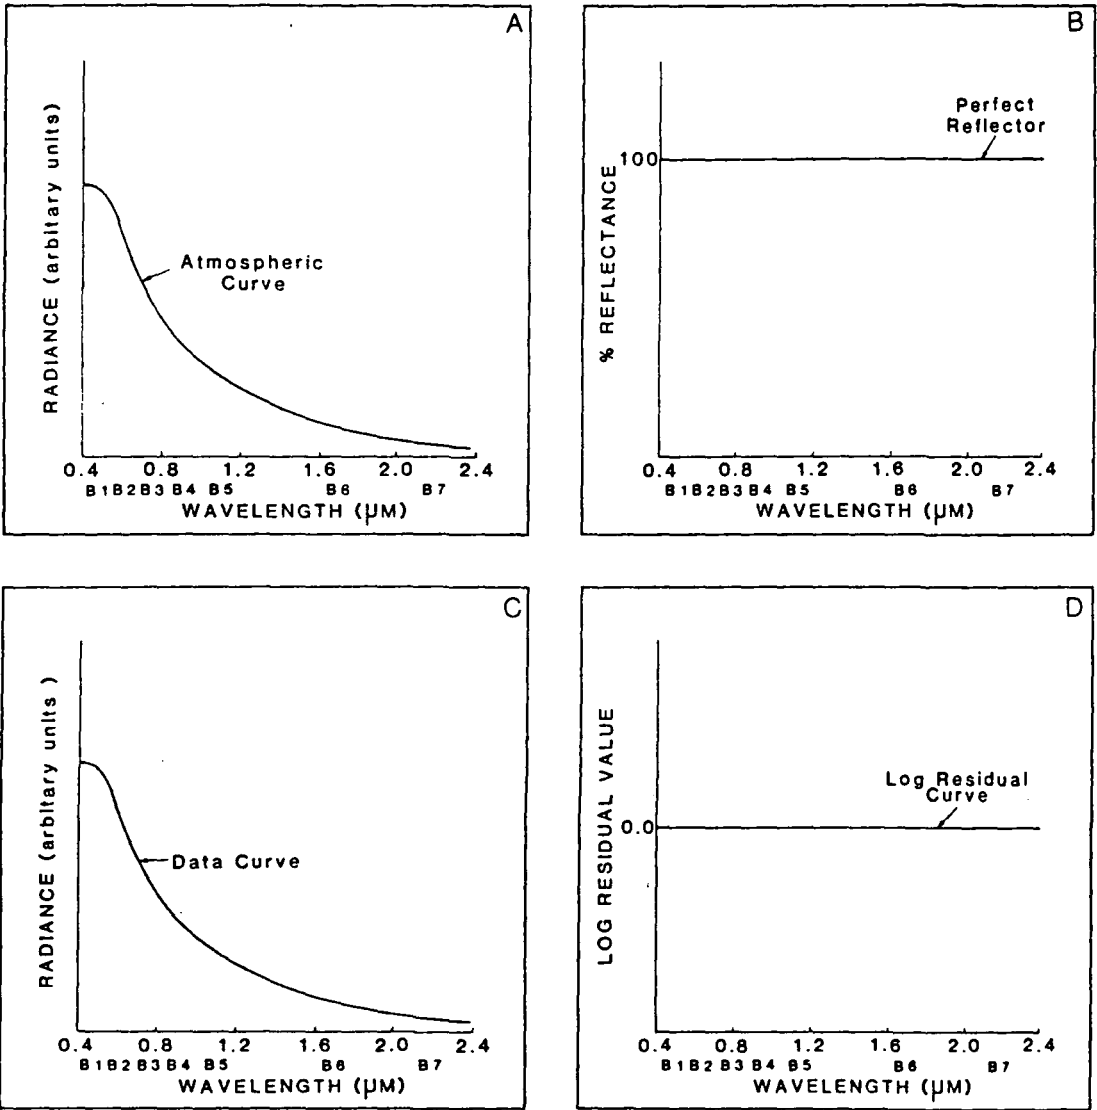 A
RADIANCE (arbitary units)
Atmospheric
Curve
0.4 0.8 1.2 1.6 2.0 2.4
B1 B2 B3 B4 B5 B6 B7
WAVELENGTH (µM)
B
% REFLECTANCE
100
Perfect
Reflector
0.4 0.8 1.2 1.6 2.0 2.4
B1 B2 B3 B4 B5 B6 B7
WAVELENGTH (µM)
C
RADIANCE (arbitary units )
Data Curve
0.4 0.8 1.2 1.6 2.0 2.4
B1 B2 B3 B4 B5 B6 B7
WAVELENGTH (µM)
D
LOG RESIDUAL VALUE
0.0
Log Residual
Curve
0.4 0.8 1.2 1.6 2.0 2.4
B1 B2 B3 B4 B5 B6 B7
WAVELENGTH (µM)